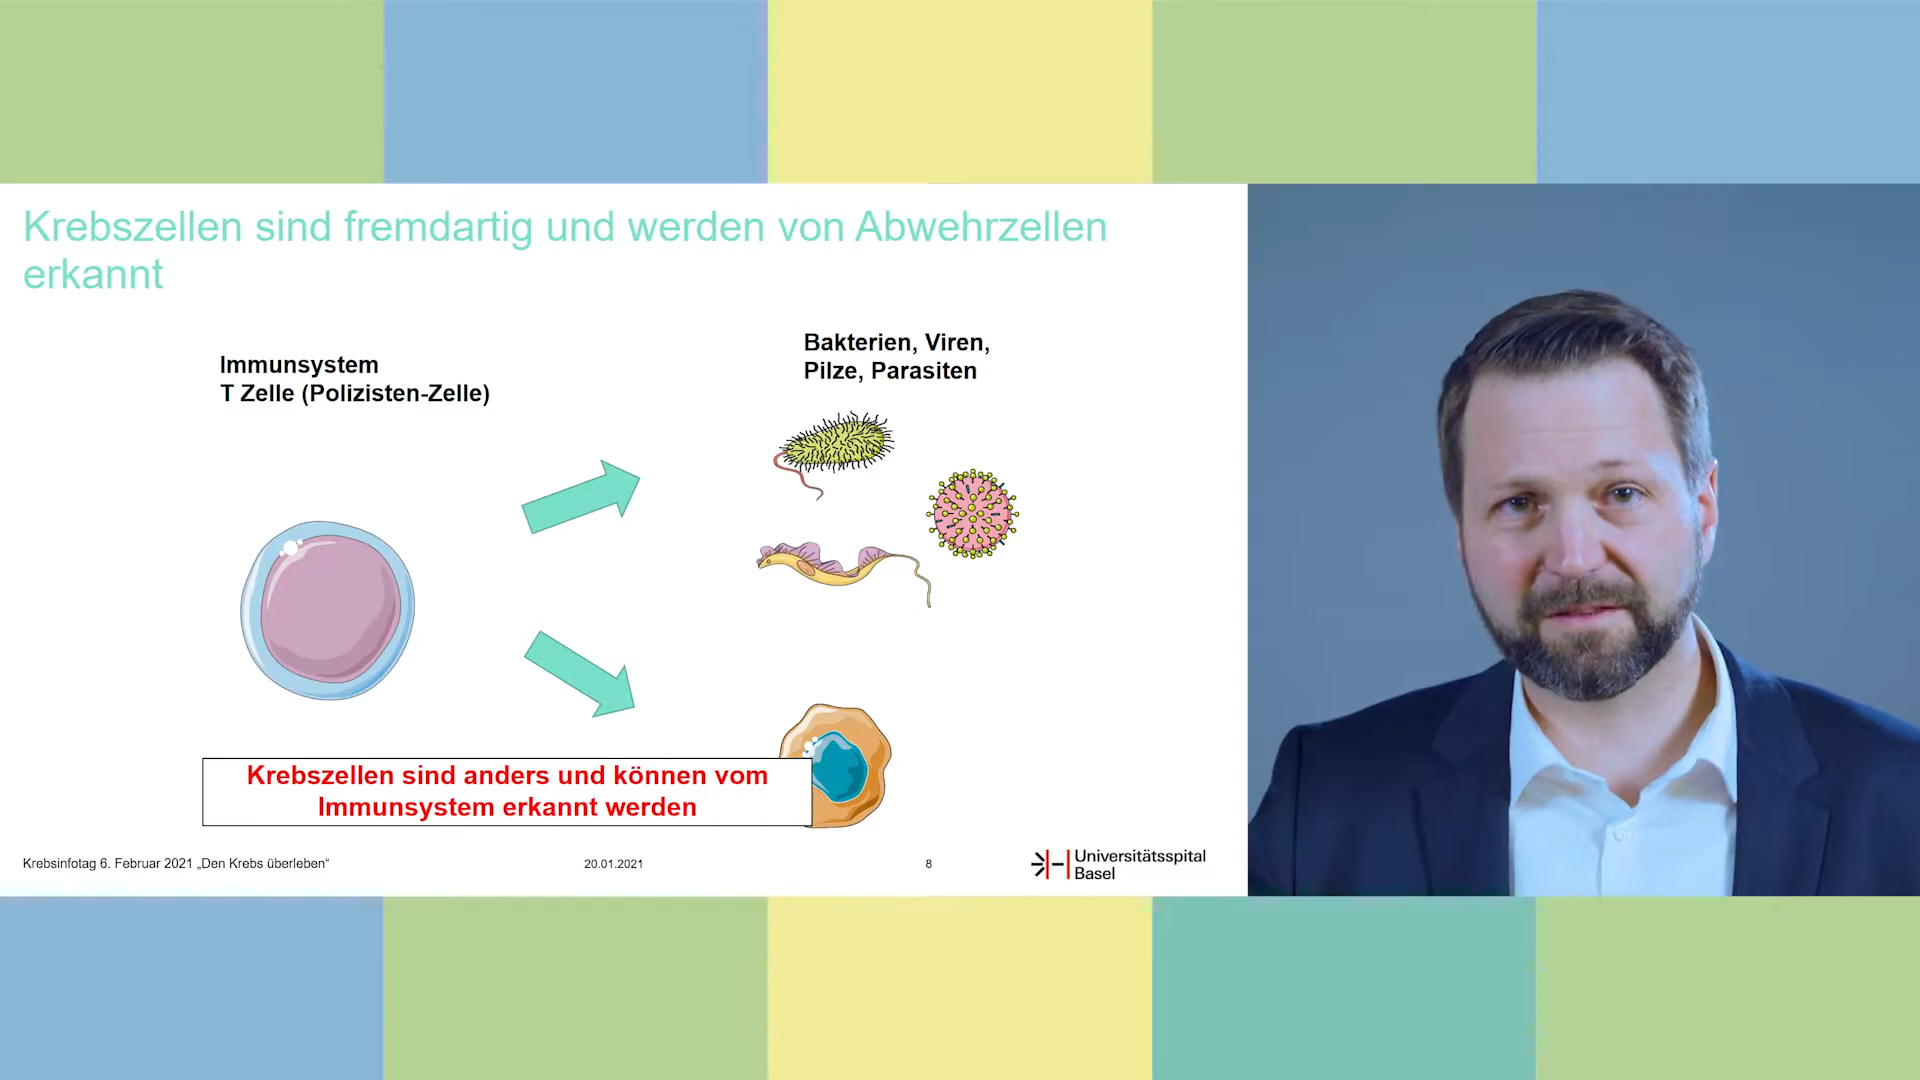 Krebszellen sind fremdartig und werden von Abwehrzellen
erkannt
Immunsystem
T Zelle (Polizisten-Zelle)
Bakterien, Viren,
Pilze, Parasiten
Krebszellen sind anders und können vom
Immunsystem erkannt werden
Krebsinfotag 6. Februar 2021 „Den Krebs überleben“
20.01.2021
8
Universitätsspital
Basel